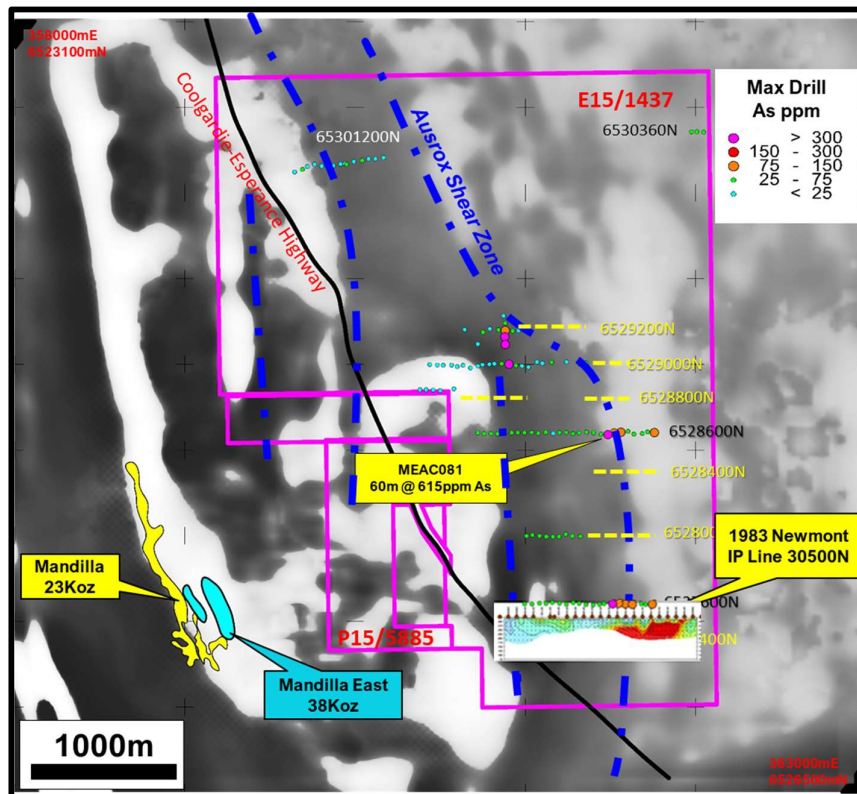 358000mE
6523100mN
Coolgardie-Esperance Highway
65301200N
Ausrox Shear Zone
E15/1437
6530360N
Max Drill
As ppm
> 300
150 - 300
75 - 150
25 - 75
< 25
6529200N
6529000N
6528800N
6528600N
MEAC081
60m @ 615ppm As
6528400N
1983 Newmont
IP Line 30500N
Mandilla
23Koz
P15/5885
Mandilla East
38Koz
1000m